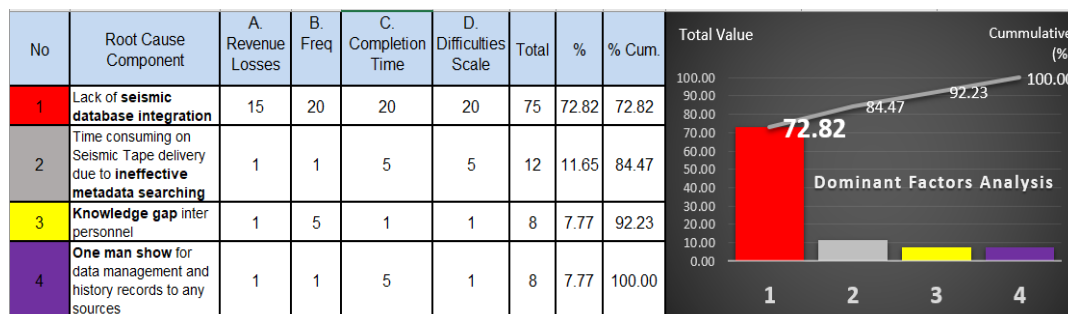 No
Root Cause
Component
A.
Revenue
Losses
B.
Freq
C.
Completion
Time
D.
Difficulties
Scale
Total
%
% Cum.
1
Lack of seismic
database integration
15
20
20
20
75
72.82
72.82
2
Time consuming on
Seismic Tape delivery
due to ineffective
metadata searching
1
1
5
5
12
11.65
84.47
3
Knowledge gap inter
personnel
1
5
1
1
8
7.77
92.23
4
One man show for
data management and
history records to any
sources
1
1
5
1
8
7.77
100.00
Total Value
Cummulative
(%
100.00
90.00
80.00
70.00
60.00
50.00
40.00
30.00
20.00
10.00
0.00
72.82
84.47
92.23
100.00
Dominant Factors Analysis
1
2
3
4